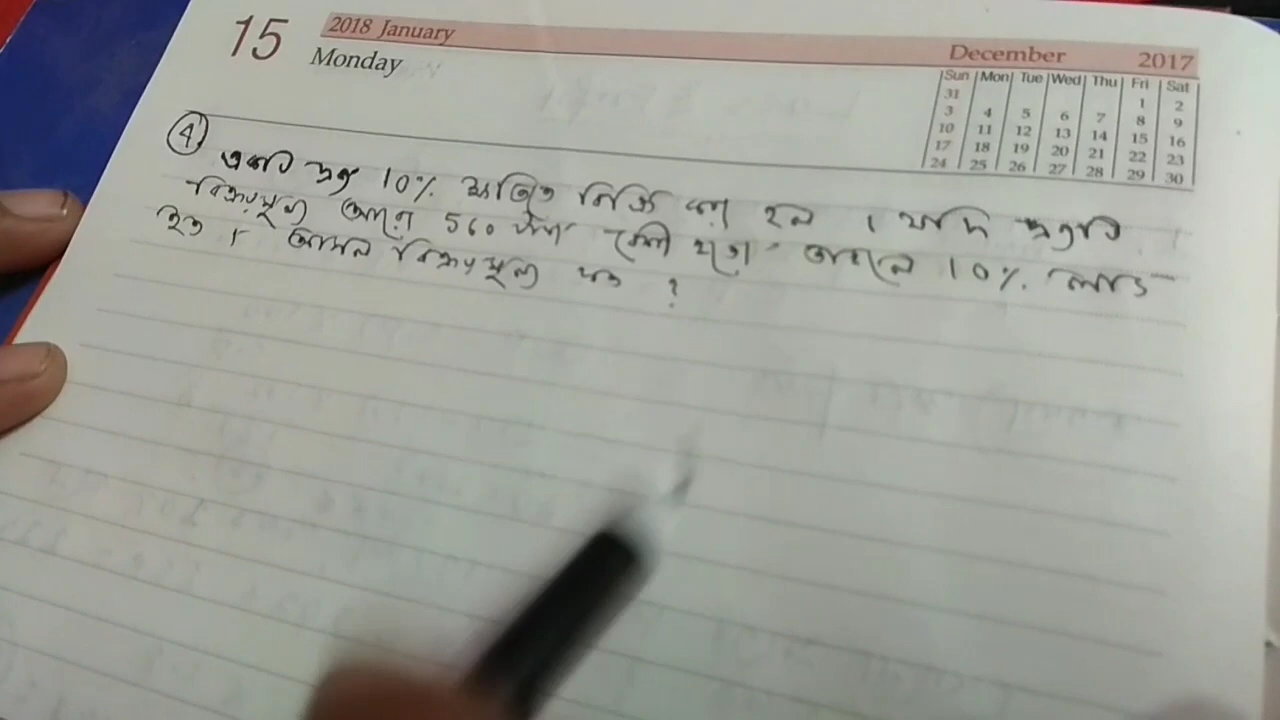 15
2018 January
Monday
December 2017
Sun Mon Tue Wed Thu Fri Sat
31 1 2
3 4 5 6 7 8 9
10 11 12 13 14 15 16
17 18 19 20 21 22 23
24 25 26 27 28 29 30
④ একটি দ্রব্য 10% ক্ষতিতে বিক্রি করা হল । যদি দ্রব্যটির
বিক্রয়মূল্য আরো 560 টাকা বেশী হতো তাহলে 10% লাভ
হত । আসল বিক্রয়মূল্য কত ?